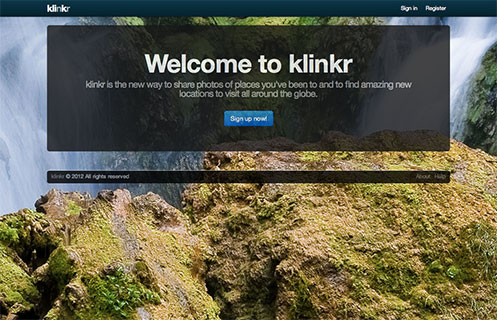 klinkr
Sign in Register
Welcome to klinkr
klinkr is the new way to share photos of places you've been to and to find amazing new
locations to visit all around the globe.
Sign up now!
klinkr © 2012 All rights reserved
About Help